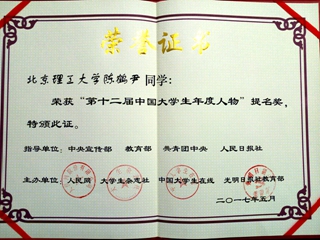 荣誉证书
北京理工大学陈鹤尹同学：
荣获“第十二届中国大学生年度人物”提名奖，
特颁此证。
指导单位：中央宣传部 教育部 共青团中央 人民日报社
主办单位：人民网 大学生杂志社 中国大学生在线 光明日报社教育部
二〇一七年五月